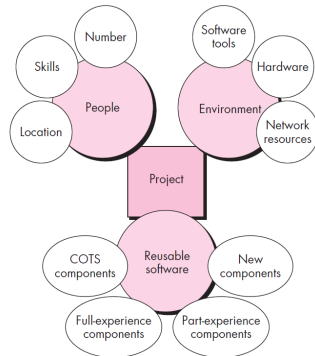 Number
Software
tools
Skills
Hardware
People
Environment
Location
Network
resources
Project
COTS
components
Reusable
software
New
components
Full-experience
components
Part-experience
components